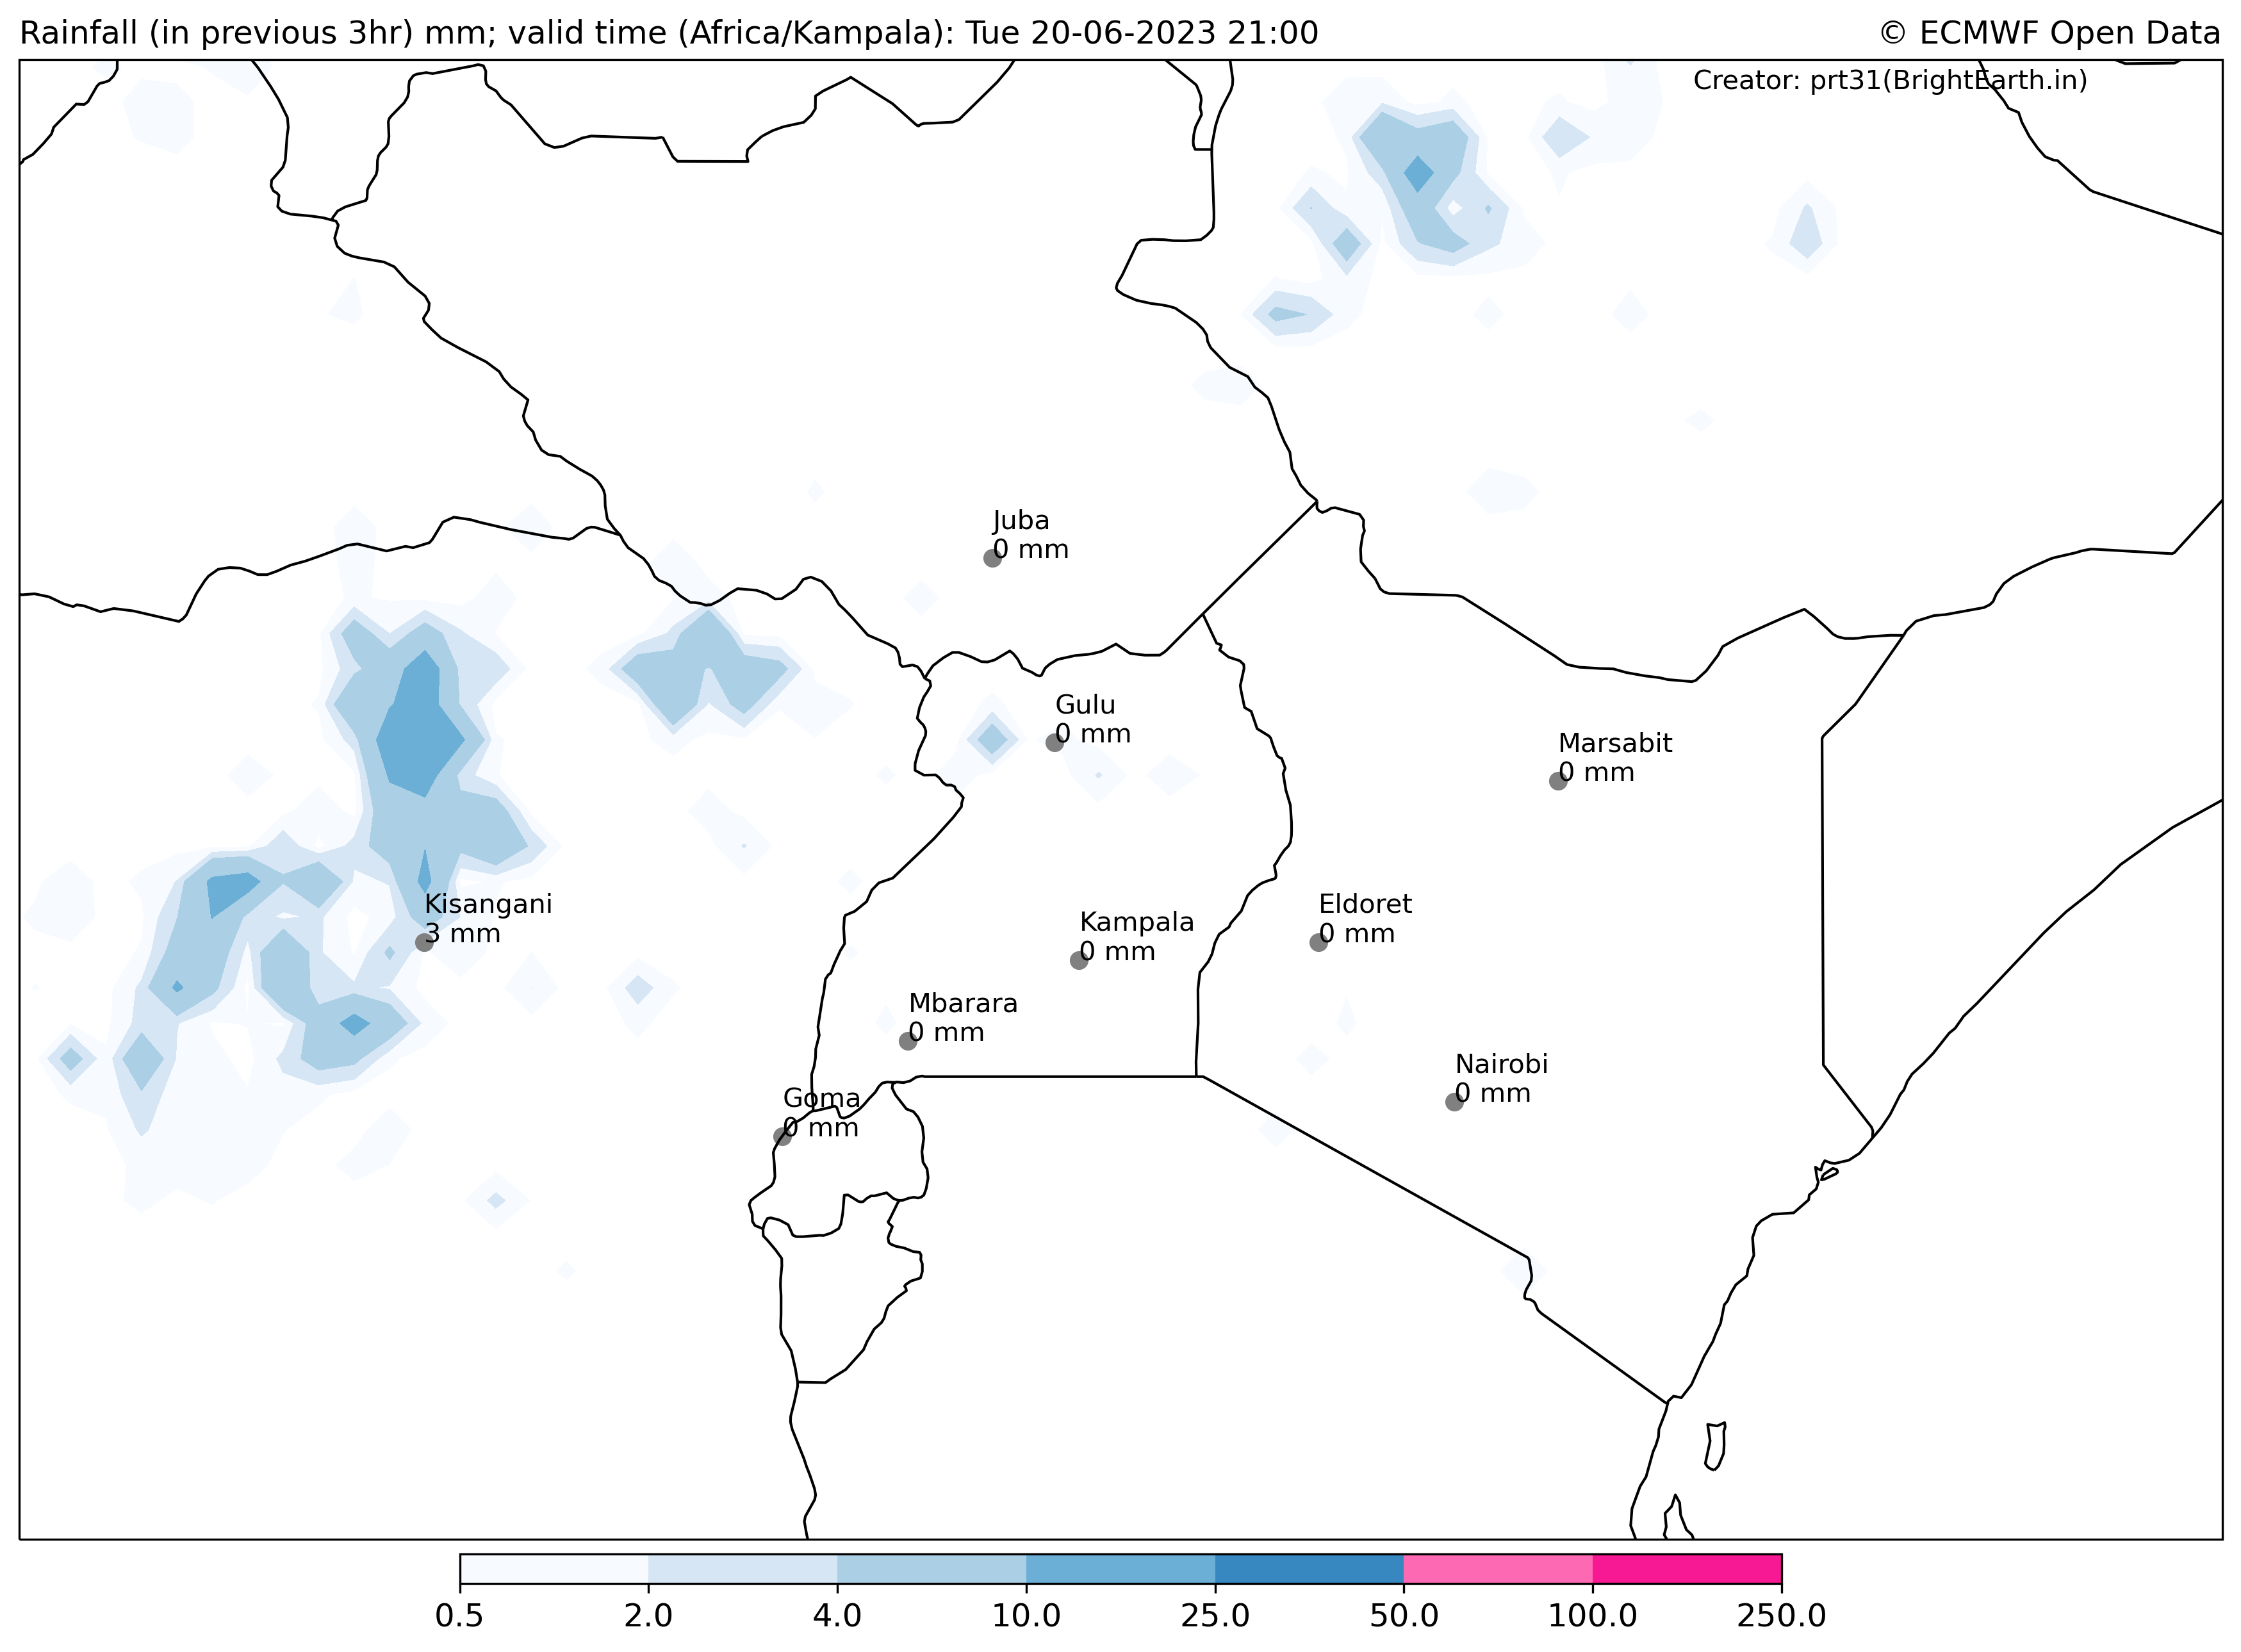 Rainfall (in previous 3hr) mm; valid time (Africa/Kampala): Tue 20-06-2023 21:00
© ECMWF Open Data
Creator: prt31(BrightEarth.in)
Juba
0 mm
Gulu
0 mm
Marsabit
0 mm
Kisangani
3 mm
Kampala
0 mm
Eldoret
0 mm
Mbarara
0 mm
Nairobi
0 mm
Goma
0 mm
0.5 2.0 4.0 10.0 25.0 50.0 100.0 250.0